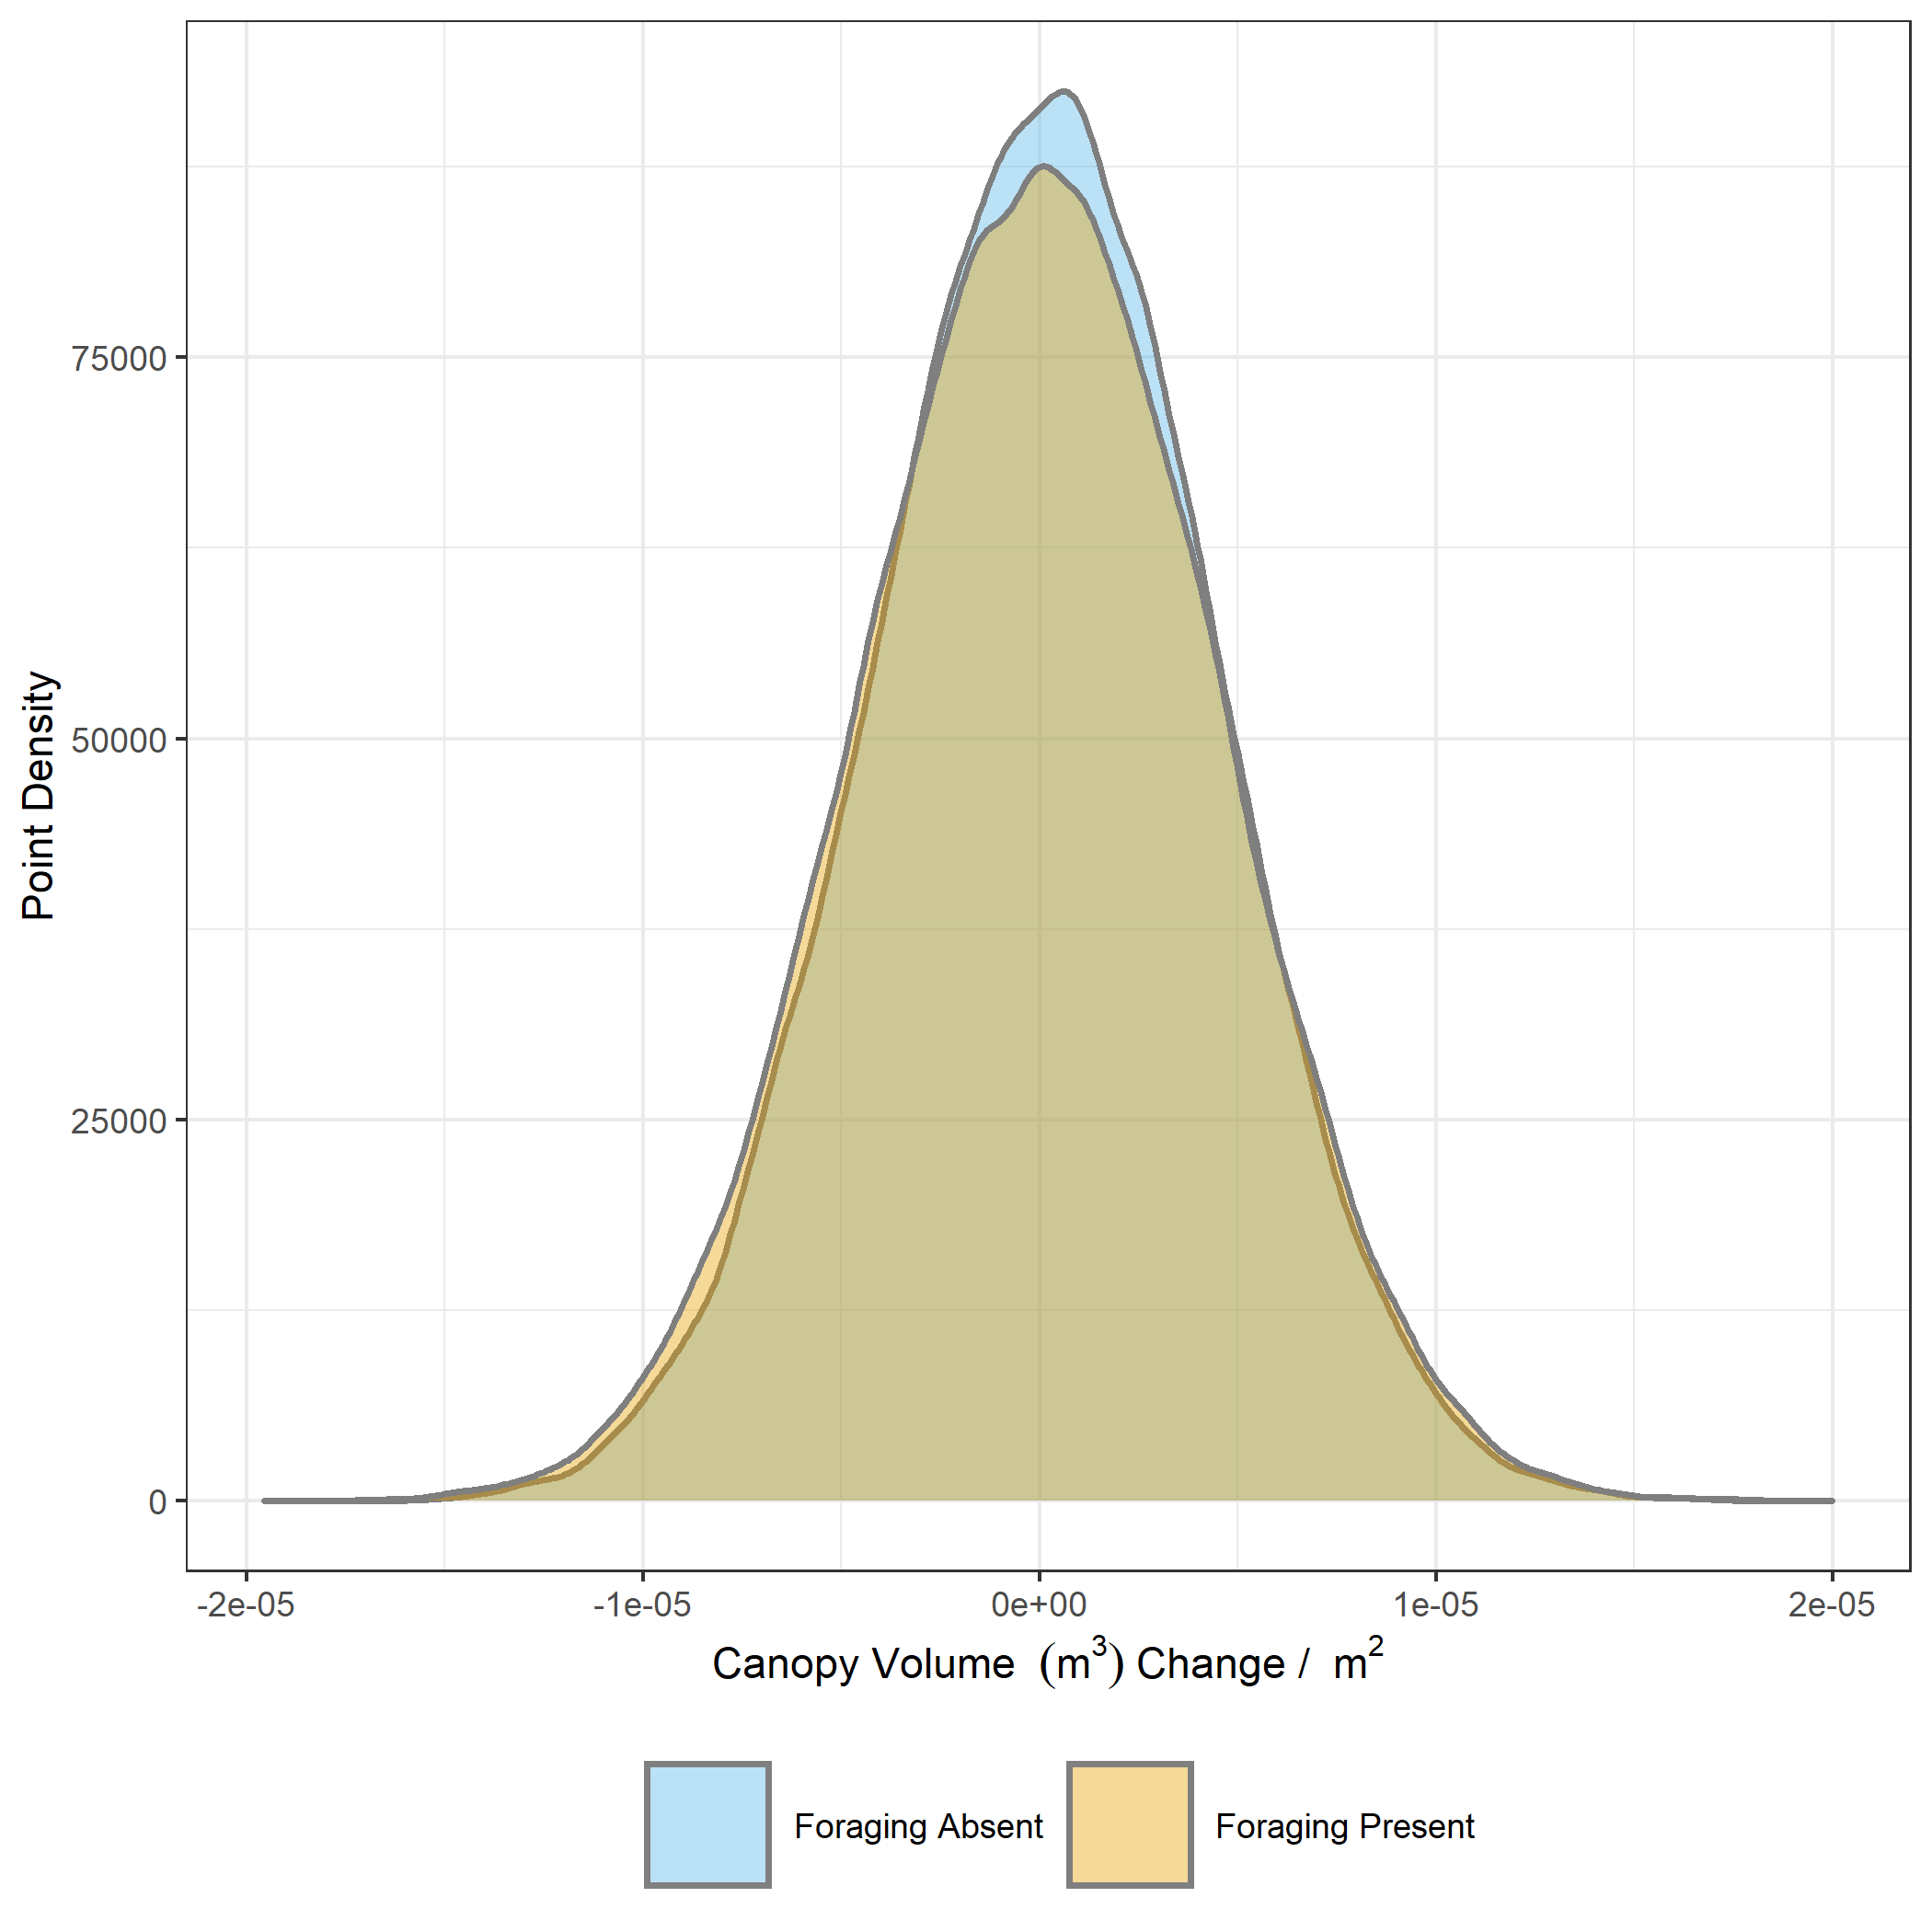 75000
50000
25000
0
Point Density
-2e-05 -1e-05 0e+00 1e-05 2e-05
Canopy Volume (m³) Change / m²
Foraging Absent Foraging Present